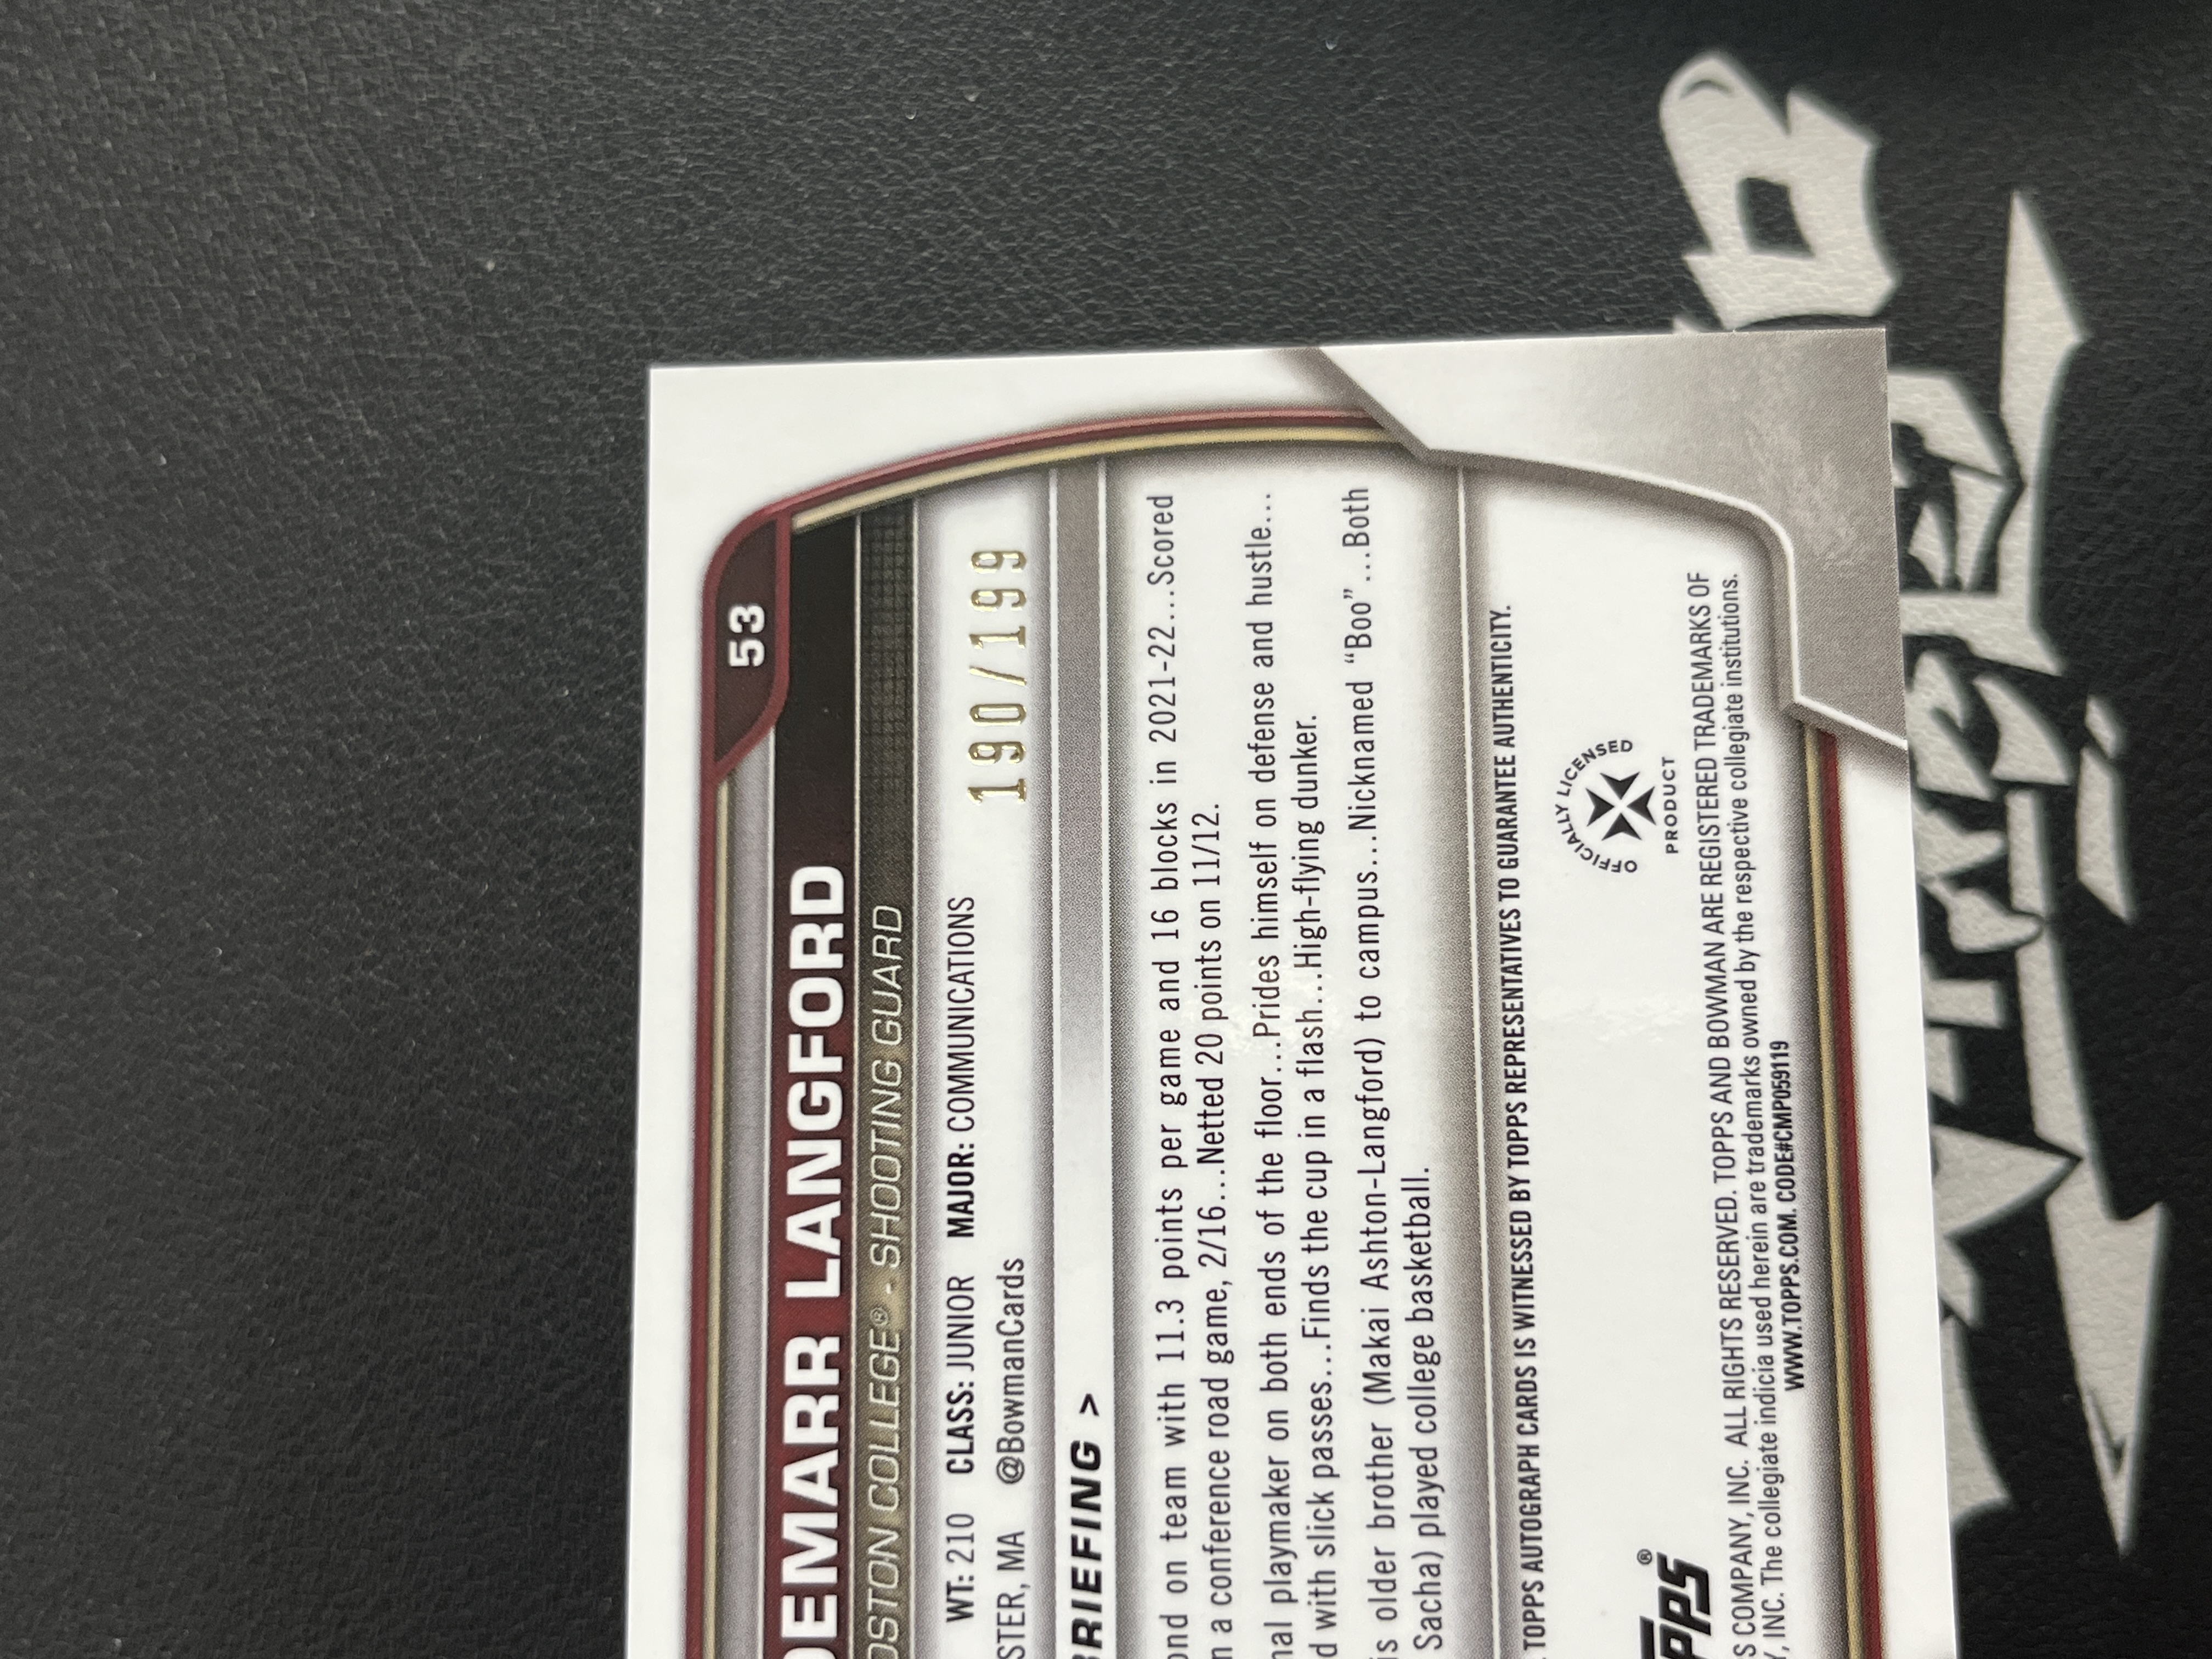 53
DEMARR LANGFORD
OSTON COLLEGE® - SHOOTING GUARD
WT: 210 CLASS: JUNIOR MAJOR: COMMUNICATIONS
STER, MA @BowmanCards
190/199
BRIEFING >
ond on team with 11.3 points per game and 16 blocks in 2021-22...Scored
n a conference road game, 2/16...Netted 20 points on 11/12.
nal playmaker on both ends of the floor...Prides himself on defense and hustle...
d with slick passes...Finds the cup in a flash...High-flying dunker.
is older brother (Makai Ashton-Langford) to campus...Nicknamed “Boo”...Both
Sacha) played college basketball.
TOPPS AUTOGRAPH CARDS IS WITNESSED BY TOPPS REPRESENTATIVES TO GUARANTEE AUTHENTICITY.
OFFICIALLY LICENSED
PRODUCT
TOPPS®
S COMPANY, INC. ALL RIGHTS RESERVED. TOPPS AND BOWMAN ARE REGISTERED TRADEMARKS OF
Y, INC. The collegiate indicia used herein are trademarks owned by the respective collegiate institutions.
WWW.TOPPS.COM. CODE#CMP059119